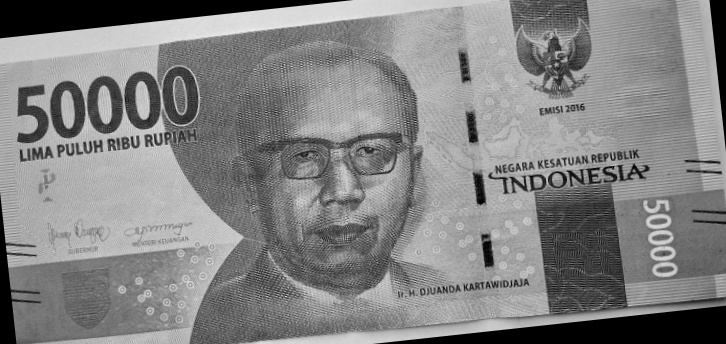 50000
LIMA PULUH RIBU RUPIAH
GUBERNUR
MENTERI KEUANGAN
EMISI 2016
NEGARA KESATUAN REPUBLIK
INDONESIA
50000
Ir. H. DJUANDA KARTAWIDJAJA